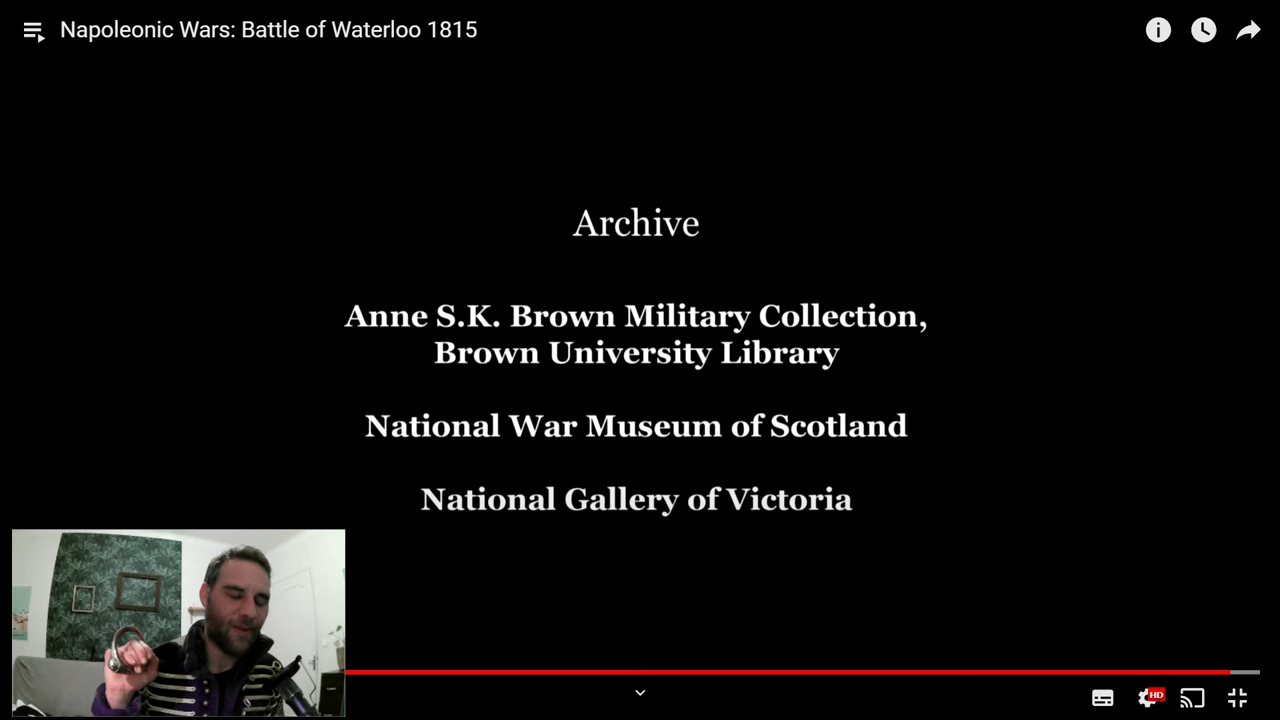 Napoleonic Wars: Battle of Waterloo 1815
Archive
Anne S.K. Brown Military Collection,
Brown University Library
National War Museum of Scotland
National Gallery of Victoria
HD